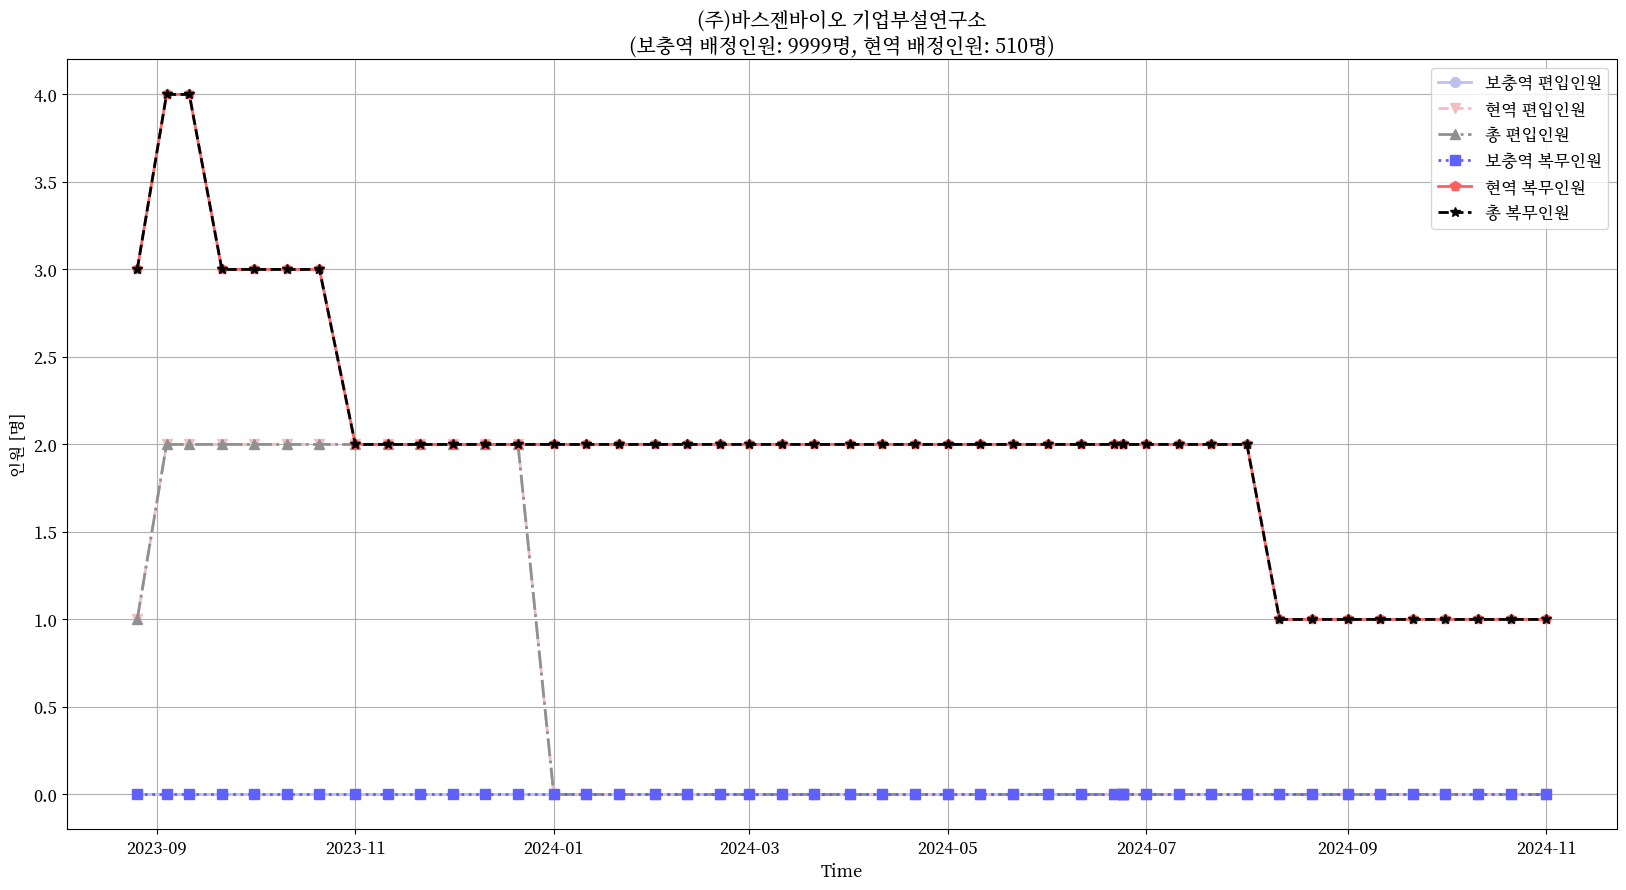 (주)바스젠바이오 기업부설연구소
(보충역 배정인원: 9999명, 현역 배정인원: 510명)
보충역 편입인원
현역 편입인원
총 편입인원
보충역 복무인원
현역 복무인원
총 복무인원
인원 [명]
4.0
3.5
3.0
2.5
2.0
1.5
1.0
0.5
0.0
2023-09
2023-11
2024-01
2024-03
2024-05
2024-07
2024-09
2024-11
Time